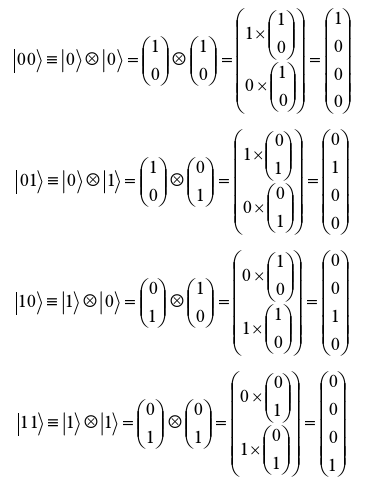 |00⟩ ≡ |0⟩ ⊗ |0⟩ = (1 0) ⊗ (1 0) = (1 × (1 0) 0 × (1 0)) = (1 0 0 0)
|01⟩ ≡ |0⟩ ⊗ |1⟩ = (1 0) ⊗ (0 1) = (1 × (0 1) 0 × (0 1)) = (0 1 0 0)
|10⟩ ≡ |1⟩ ⊗ |0⟩ = (0 1) ⊗ (1 0) = (0 × (1 0) 1 × (1 0)) = (0 0 1 0)
|11⟩ ≡ |1⟩ ⊗ |1⟩ = (0 1) ⊗ (0 1) = (0 × (0 1) 1 × (0 1)) = (0 0 0 1)